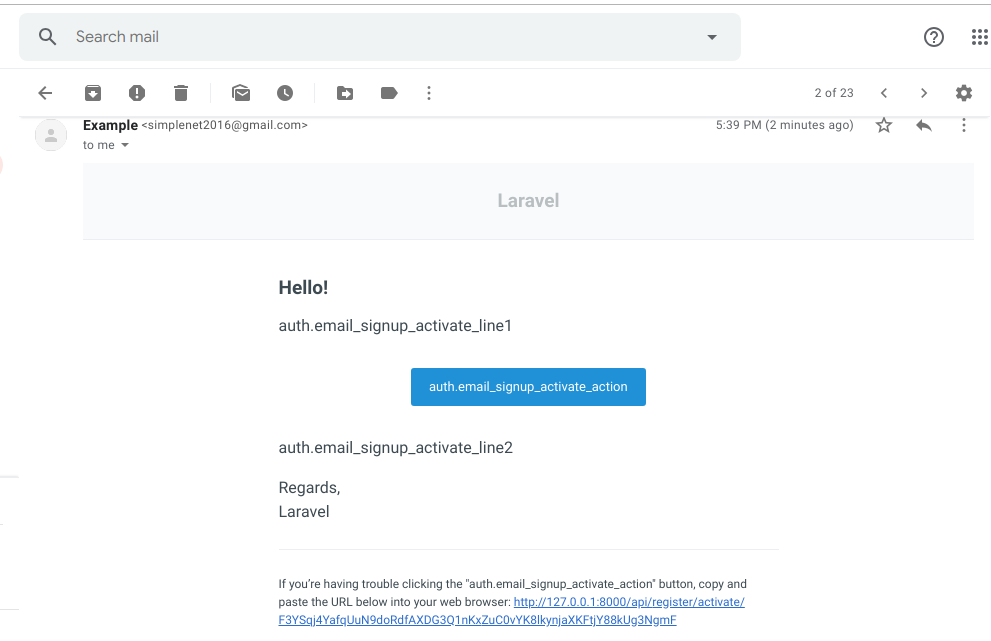 Search mail
2 of 23
Example <simplenet2016@gmail.com>
5:39 PM (2 minutes ago)
to me
Laravel
Hello!
auth.email_signup_activate_line1
auth.email_signup_activate_action
auth.email_signup_activate_line2
Regards,
Laravel
If you’re having trouble clicking the "auth.email_signup_activate_action" button, copy and
paste the URL below into your web browser: http://127.0.0.1:8000/api/register/activate/
F3YSqj4YafqUuN9doRdfAXDG3Q1nKxZuC0vYK8lkynjaXKFtjY88kUg3NgmF